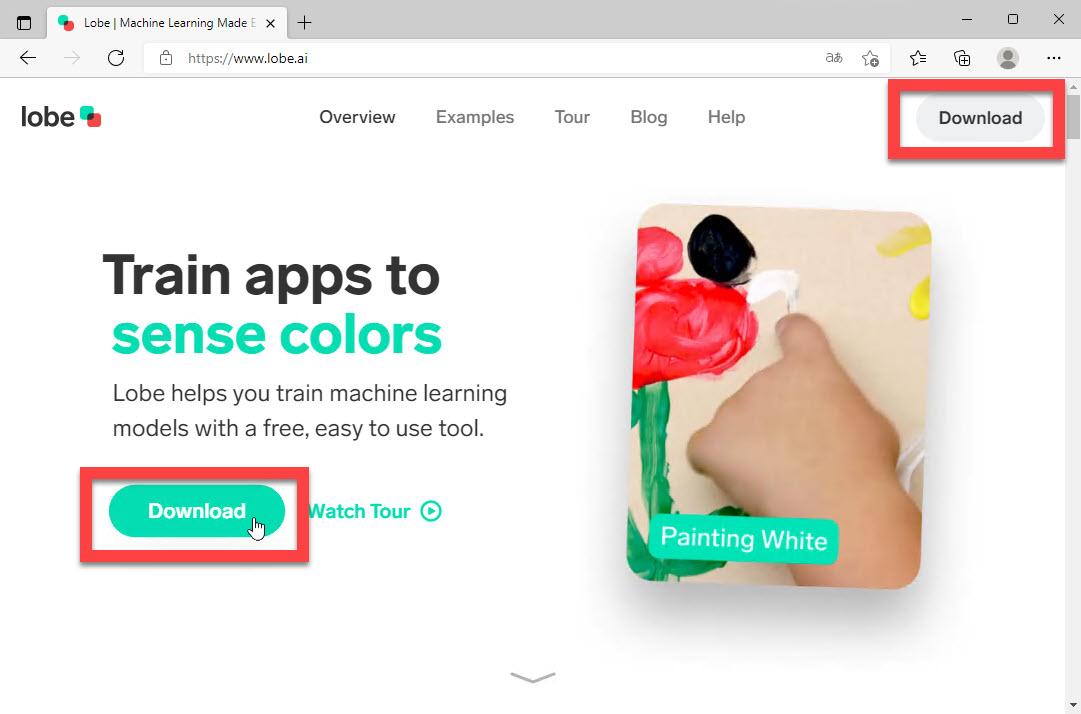 Lobe | Machine Learning Made E
https://www.lobe.ai
aあ
lobe
Overview
Examples
Tour
Blog
Help
Download
Train apps to
sense colors
Lobe helps you train machine learning
models with a free, easy to use tool.
Download
Watch Tour
Painting White